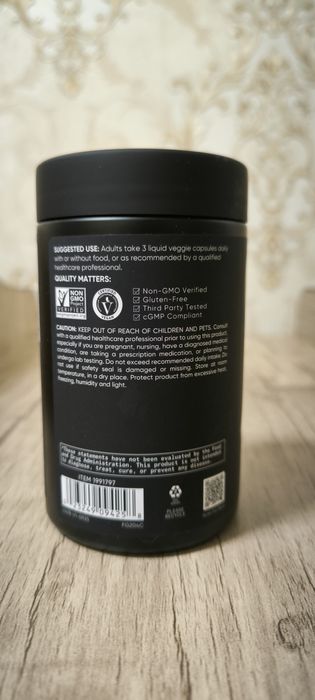 SUGGESTED USE: Adults take 3 liquid veggie capsules daily
with or without food, or as recommended by a qualified
healthcare professional.
QUALITY MATTERS:
NON
GMO
Project
VERIFIED
CERTIFIED
VEGAN
Non-GMO Verified
Gluten-Free
Third Party Tested
cGMP Compliant
CAUTION: KEEP OUT OF REACH OF CHILDREN AND PETS. Consult
with a qualified healthcare professional prior to using this product,
especially if you are pregnant, nursing, have a diagnosed medical
condition, are taking a prescription medication, or planning to
undergo lab testing. Do not exceed recommended daily intake. Do
not use if safety seal is damaged or missing. Store at room
temperature, in a dry place. Protect product from excessive heat,
freezing, humidity and light.
*These statements have not been evaluated by the Food
and Drug Administration. This product is not intended
to diagnose, treat, cure, or prevent any disease.
ITEM 1991797
23249 09425 8
PLEASE
RECYCLE